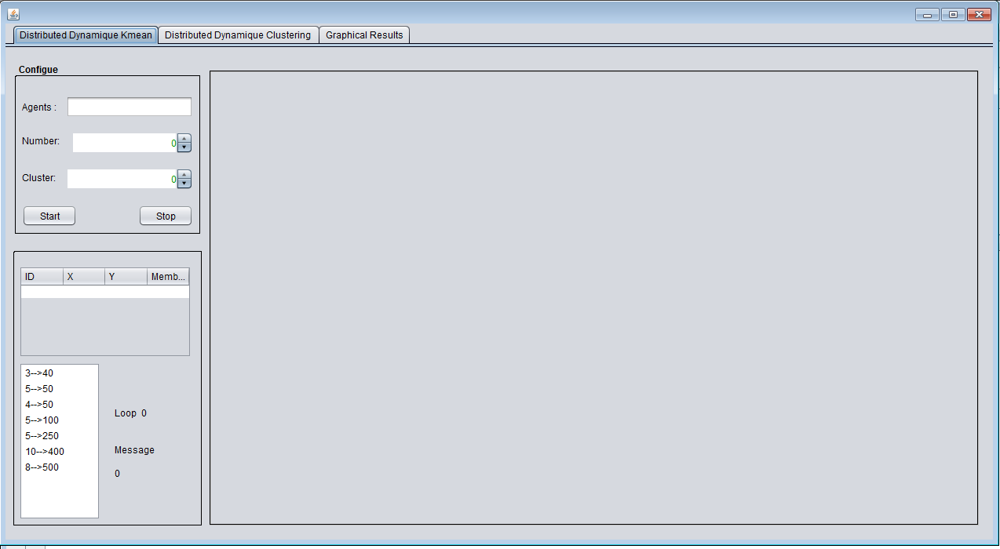 Distributed Dynamique Kmean Distributed Dynamique Clustering Graphical Results
Configue
Agents :
Number: 0
Cluster: 0
Start Stop
ID X Y Memb...
3-->40
5-->50
4-->50
5-->100
5-->250
10-->400
8-->500
Loop 0
Message
0